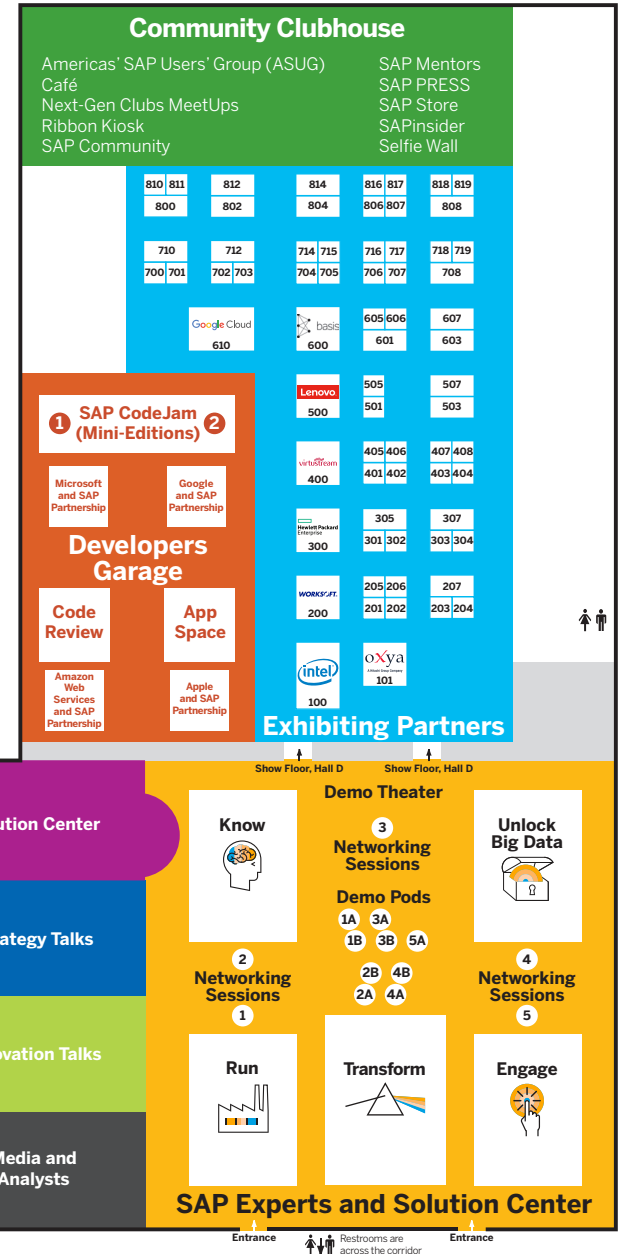 Community Clubhouse
Americas' SAP Users' Group (ASUG)
Café
Next-Gen Clubs MeetUps
Ribbon Kiosk
SAP Community
SAP Mentors
SAP PRESS
SAP Store
SAPinsider
Selfie Wall
810 811 812 814 816 817 818 819
800 802 804 806 807 808
710 712 714 715 716 717 718 719
700 701 702 703 704 705 706 707 708
Google Cloud
610
basis
600
605 606 607
601 603
Lenovo
500
505 507
501 503
virtustream
400
405 406 407 408
401 402 403 404
Hewlett Packard
Enterprise
300
305 307
301 302 303 304
WORKSOFT.
200
205 206 207
201 202 203 204
intel
100
oxya
101
Exhibiting Partners
1 SAP CodeJam 2
(Mini-Editions)
Microsoft
and SAP
Partnership
Google
and SAP
Partnership
Developers
Garage
Code
Review
App
Space
Amazon
Web
Services
and SAP
Partnership
Apple
and SAP
Partnership
Show Floor, Hall D
Show Floor, Hall D
ution Center
ategy Talks
ovation Talks
Media and
Analysts
Demo Theater
Know
3
Networking
Sessions
Unlock
Big Data
Demo Pods
1A 3A
1B 3B 5A
2B 4B
2A 4A
2
Networking
Sessions
1
4
Networking
Sessions
5
Run
Transform
Engage
SAP Experts and Solution Center
Entrance
Restrooms are
across the corridor
Entrance